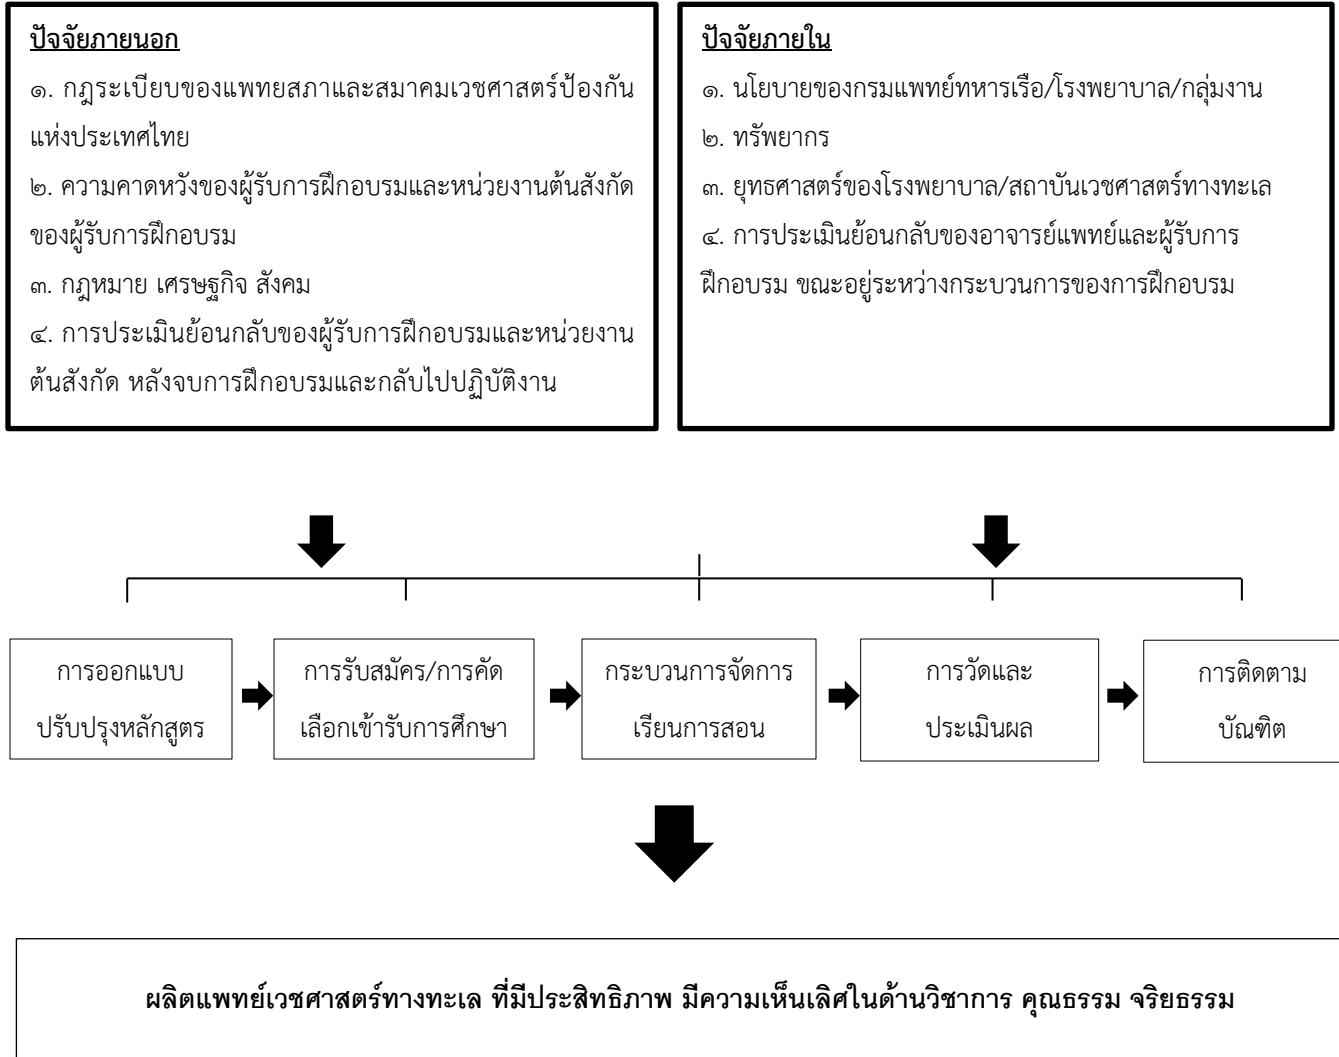 ปัจจัยภายนอก
๑. กฎระเบียบของแพทยสภาและสมาคมเวชศาสตร์ป้องกัน
แห่งประเทศไทย
๒. ความคาดหวังของผู้รับการฝึกอบรมและหน่วยงานต้นสังกัด
ของผู้รับการฝึกอบรม
๓. กฎหมาย เศรษฐกิจ สังคม
๔. การประเมินย้อนกลับของผู้รับการฝึกอบรมและหน่วยงาน
ต้นสังกัด หลังจบการฝึกอบรมและกลับไปปฏิบัติงาน
ปัจจัยภายใน
๑. นโยบายของกรมแพทย์ทหารเรือ/โรงพยาบาล/กลุ่มงาน
๒. ทรัพยากร
๓. ยุทธศาสตร์ของโรงพยาบาล/สถาบันเวชศาสตร์ทางทะเล
๔. การประเมินย้อนกลับของอาจารย์แพทย์และผู้รับการ
ฝึกอบรม ขณะอยู่ระหว่างกระบวนการของการฝึกอบรม
การออกแบบ
ปรับปรุงหลักสูตร
การรับสมัคร/การคัด
เลือกเข้ารับการศึกษา
กระบวนการจัดการ
เรียนการสอน
การวัดและ
ประเมินผล
การติดตาม
บัณฑิต
ผลิตแพทย์เวชศาสตร์ทางทะเล ที่มีประสิทธิภาพ มีความเห็นเลิศในด้านวิชาการ คุณธรรม จริยธรรม